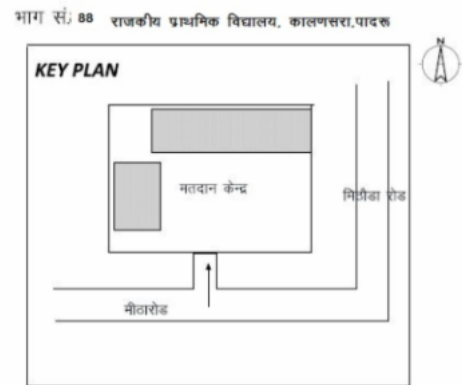 भाग सं. 88 राजकीय प्राथमिक विद्यालय, कालणसरा,पादरू
N
KEY PLAN
मतदान केन्द्र
मिठौडा रोड
मीठारोड